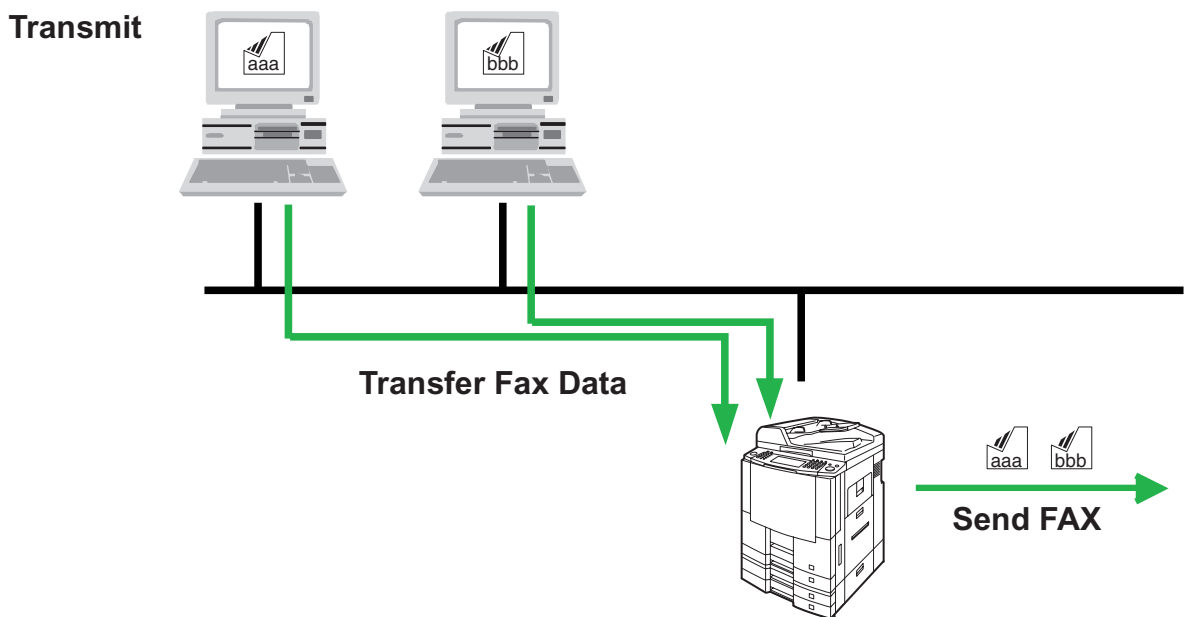 Transmit
aaa
bbb
Transfer Fax Data
aaa
bbb
Send FAX